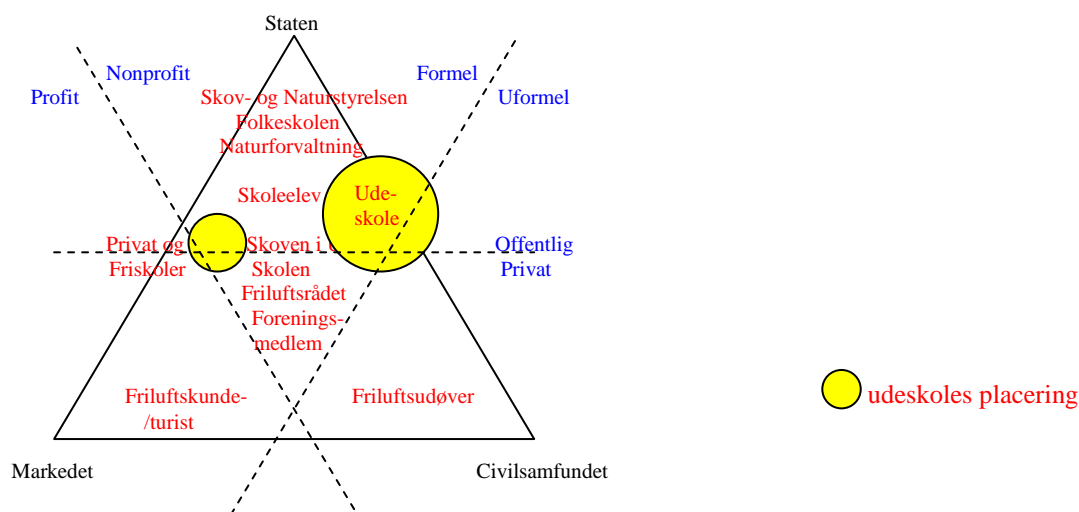 Staten
Nonprofit
Formel
Profit
Uformel
Skov- og Naturstyrelsen
Folkeskolen
Naturforvaltning
Skoleelev
Ude-
skole
Privat og
Friskoler
Skoven i
Skolen
Friluftsrådet
Forenings-
medlem
Offentlig
Privat
Friluftskunde-
/turist
Friluftsudøver
udeskoles placering
Markedet
Civilsamfundet